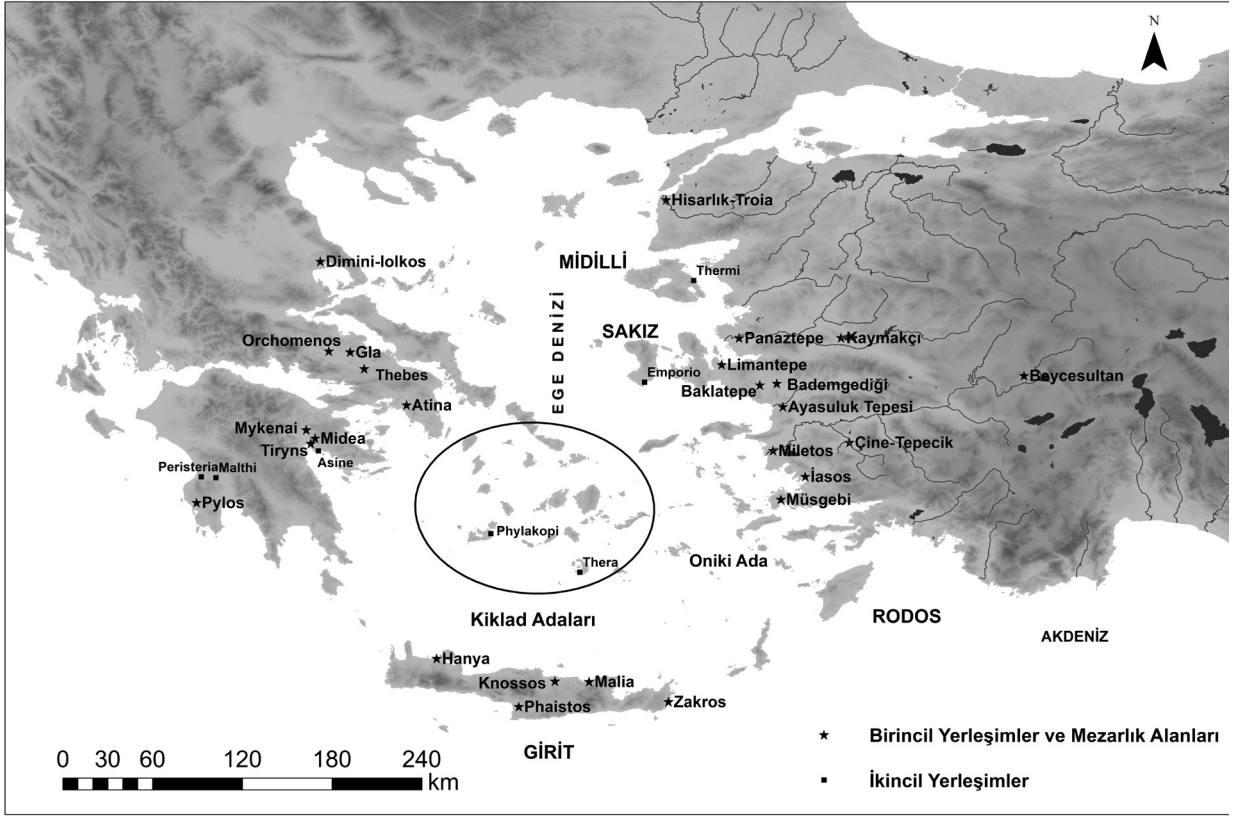 N
Hisarlık-Troia
Dimini-Iolkos
MİDİLLİ
Thermi
EGE DENİZİ
SAKIZ
Orchomenos
Gla
Thebes
Panaztepe
Kaymakçı
Limantepe
Emporio
Baklatepe
Bademgediği
Beycesultan
Atina
Ayasuluk Tepesi
Mykenai
Midea
Tiryns
Asine
Miletos
Çine-Tepecik
Peristeria
Malthi
İasos
Pylos
Müsgebi
Phylakopi
Thera
Oniki Ada
Kiklad Adaları
RODOS
AKDENİZ
Hanya
Knossos
Malia
Phaistos
Zakros
GİRİT
Birincil Yerleşimler ve Mezarlık Alanları
İkincil Yerleşimler
0 30 60 120 180 240
km